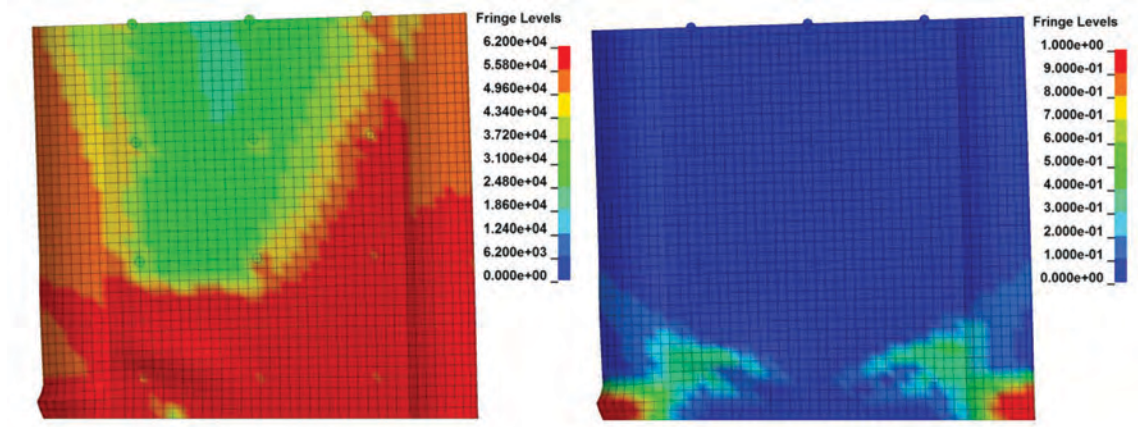 Fringe Levels
6.200e+04
5.580e+04
4.960e+04
4.340e+04
3.720e+04
3.100e+04
2.480e+04
1.860e+04
1.240e+04
6.200e+03
0.000e+00
Fringe Levels
1.000e+00
9.000e-01
8.000e-01
7.000e-01
6.000e-01
5.000e-01
4.000e-01
3.000e-01
2.000e-01
1.000e-01
0.000e+00